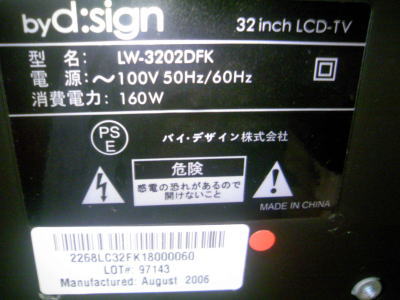 byd:sign 32 inch LCD-TV
型 名: LW-3202DFK
電 源:～100V 50Hz/60Hz
消費電力: 160W
PS
E
バイ・デザイン株式会社
危険
感電の恐れがあるので
開けないこと
MADE IN CHINA
2268LC32FK18000060
LOT#: 97143
Manufactured: August 2006